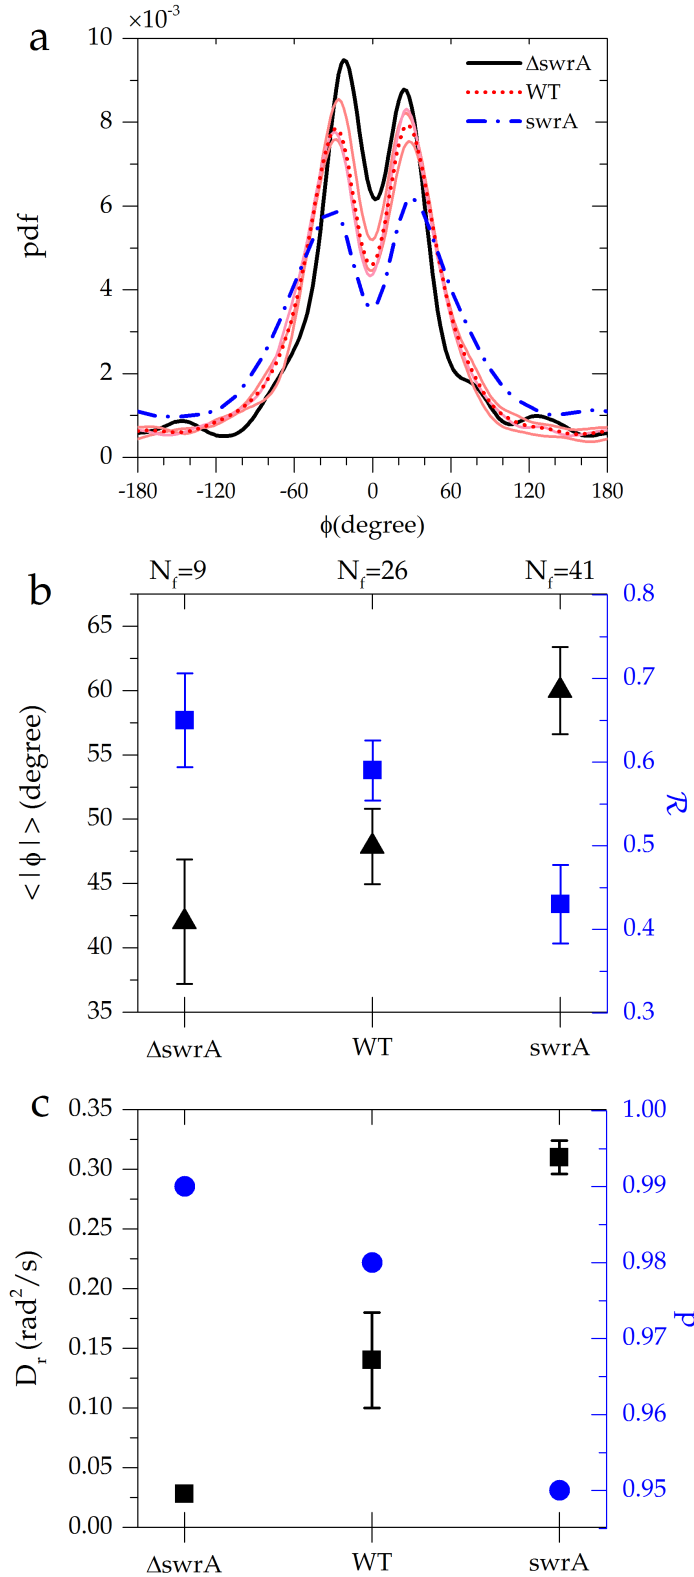 a
×10⁻³
10
8
6
4
2
0
pdf
ΔswrA
WT
swrA
-180 -120 -60 0 60 120 180
ϕ(degree)
b
N_f=9 N_f=26 N_f=41
65
60
55
50
45
40
35
<|ϕ|> (degree)
0.8
0.7
0.6
0.5
0.4
0.3
ℛ
ΔswrA WT swrA
c
0.35
0.30
0.25
0.20
0.15
0.10
0.05
0.00
D_r (rad²/s)
1.00
0.99
0.98
0.97
0.96
0.95
P
ΔswrA WT swrA